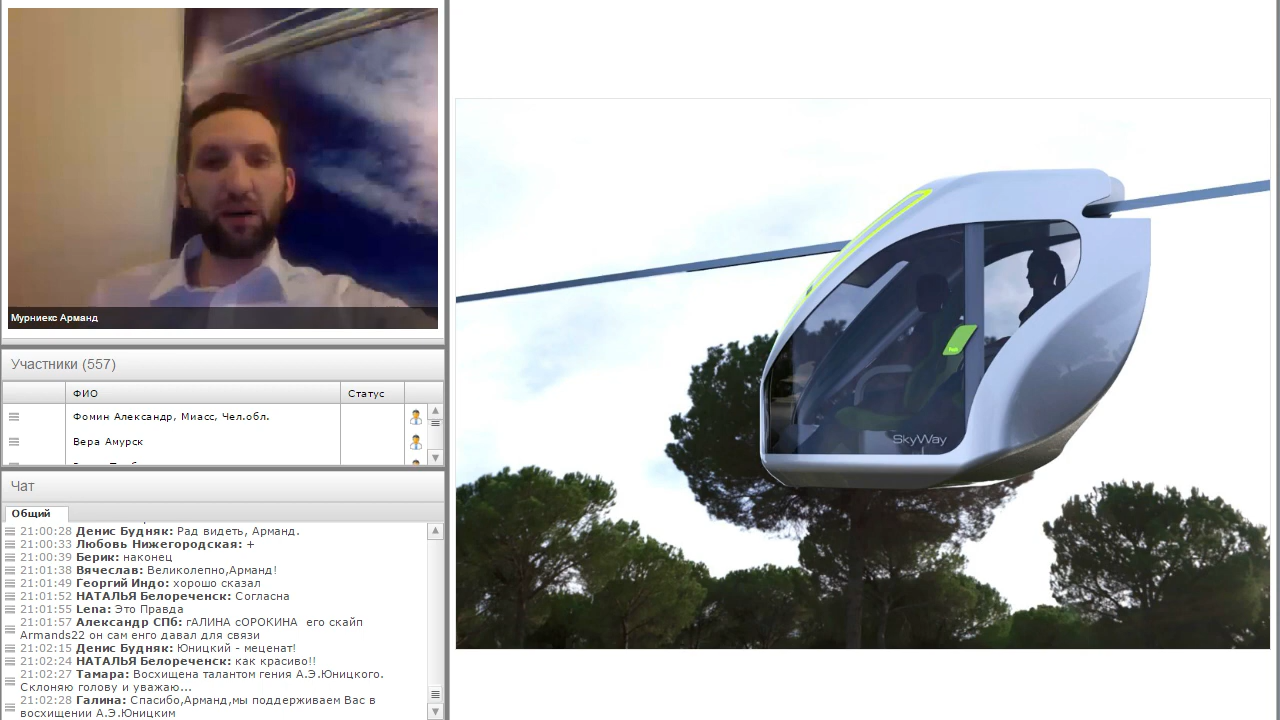 Мурниекс Арманд
Участники (557)
ФИО
Статус
Фомин Александр, Миасс, Чел.обл.
Вера Амурск
Чат
Общий
21:00:28 Денис Будняк: Рад видеть, Арманд.
21:00:33 Любовь Нижегородская: +
21:00:39 Берик: наконец
21:01:38 Вячеслав: Великолепно,Арманд!
21:01:49 Георгий Индо: хорошо сказал
21:01:52 НАТАЛЬЯ Белореченск: Согласна
21:01:55 Lena: Это Правда
21:01:57 Александр СПб: гАЛИНА сОРОКИНА его скайп
Armands22 он сам енго давал для связи
21:02:15 Денис Будняк: Юницкий - меценат!
21:02:24 НАТАЛЬЯ Белореченск: как красиво!!
21:02:27 Тамара: Восхищена талантом гения А.Э.Юницкого.
Склоняю голову и уважаю...
21:02:28 Галина: Спасибо,Арманд,мы поддерживаем Вас в
восхищении А.Э.Юницким
SkyWay